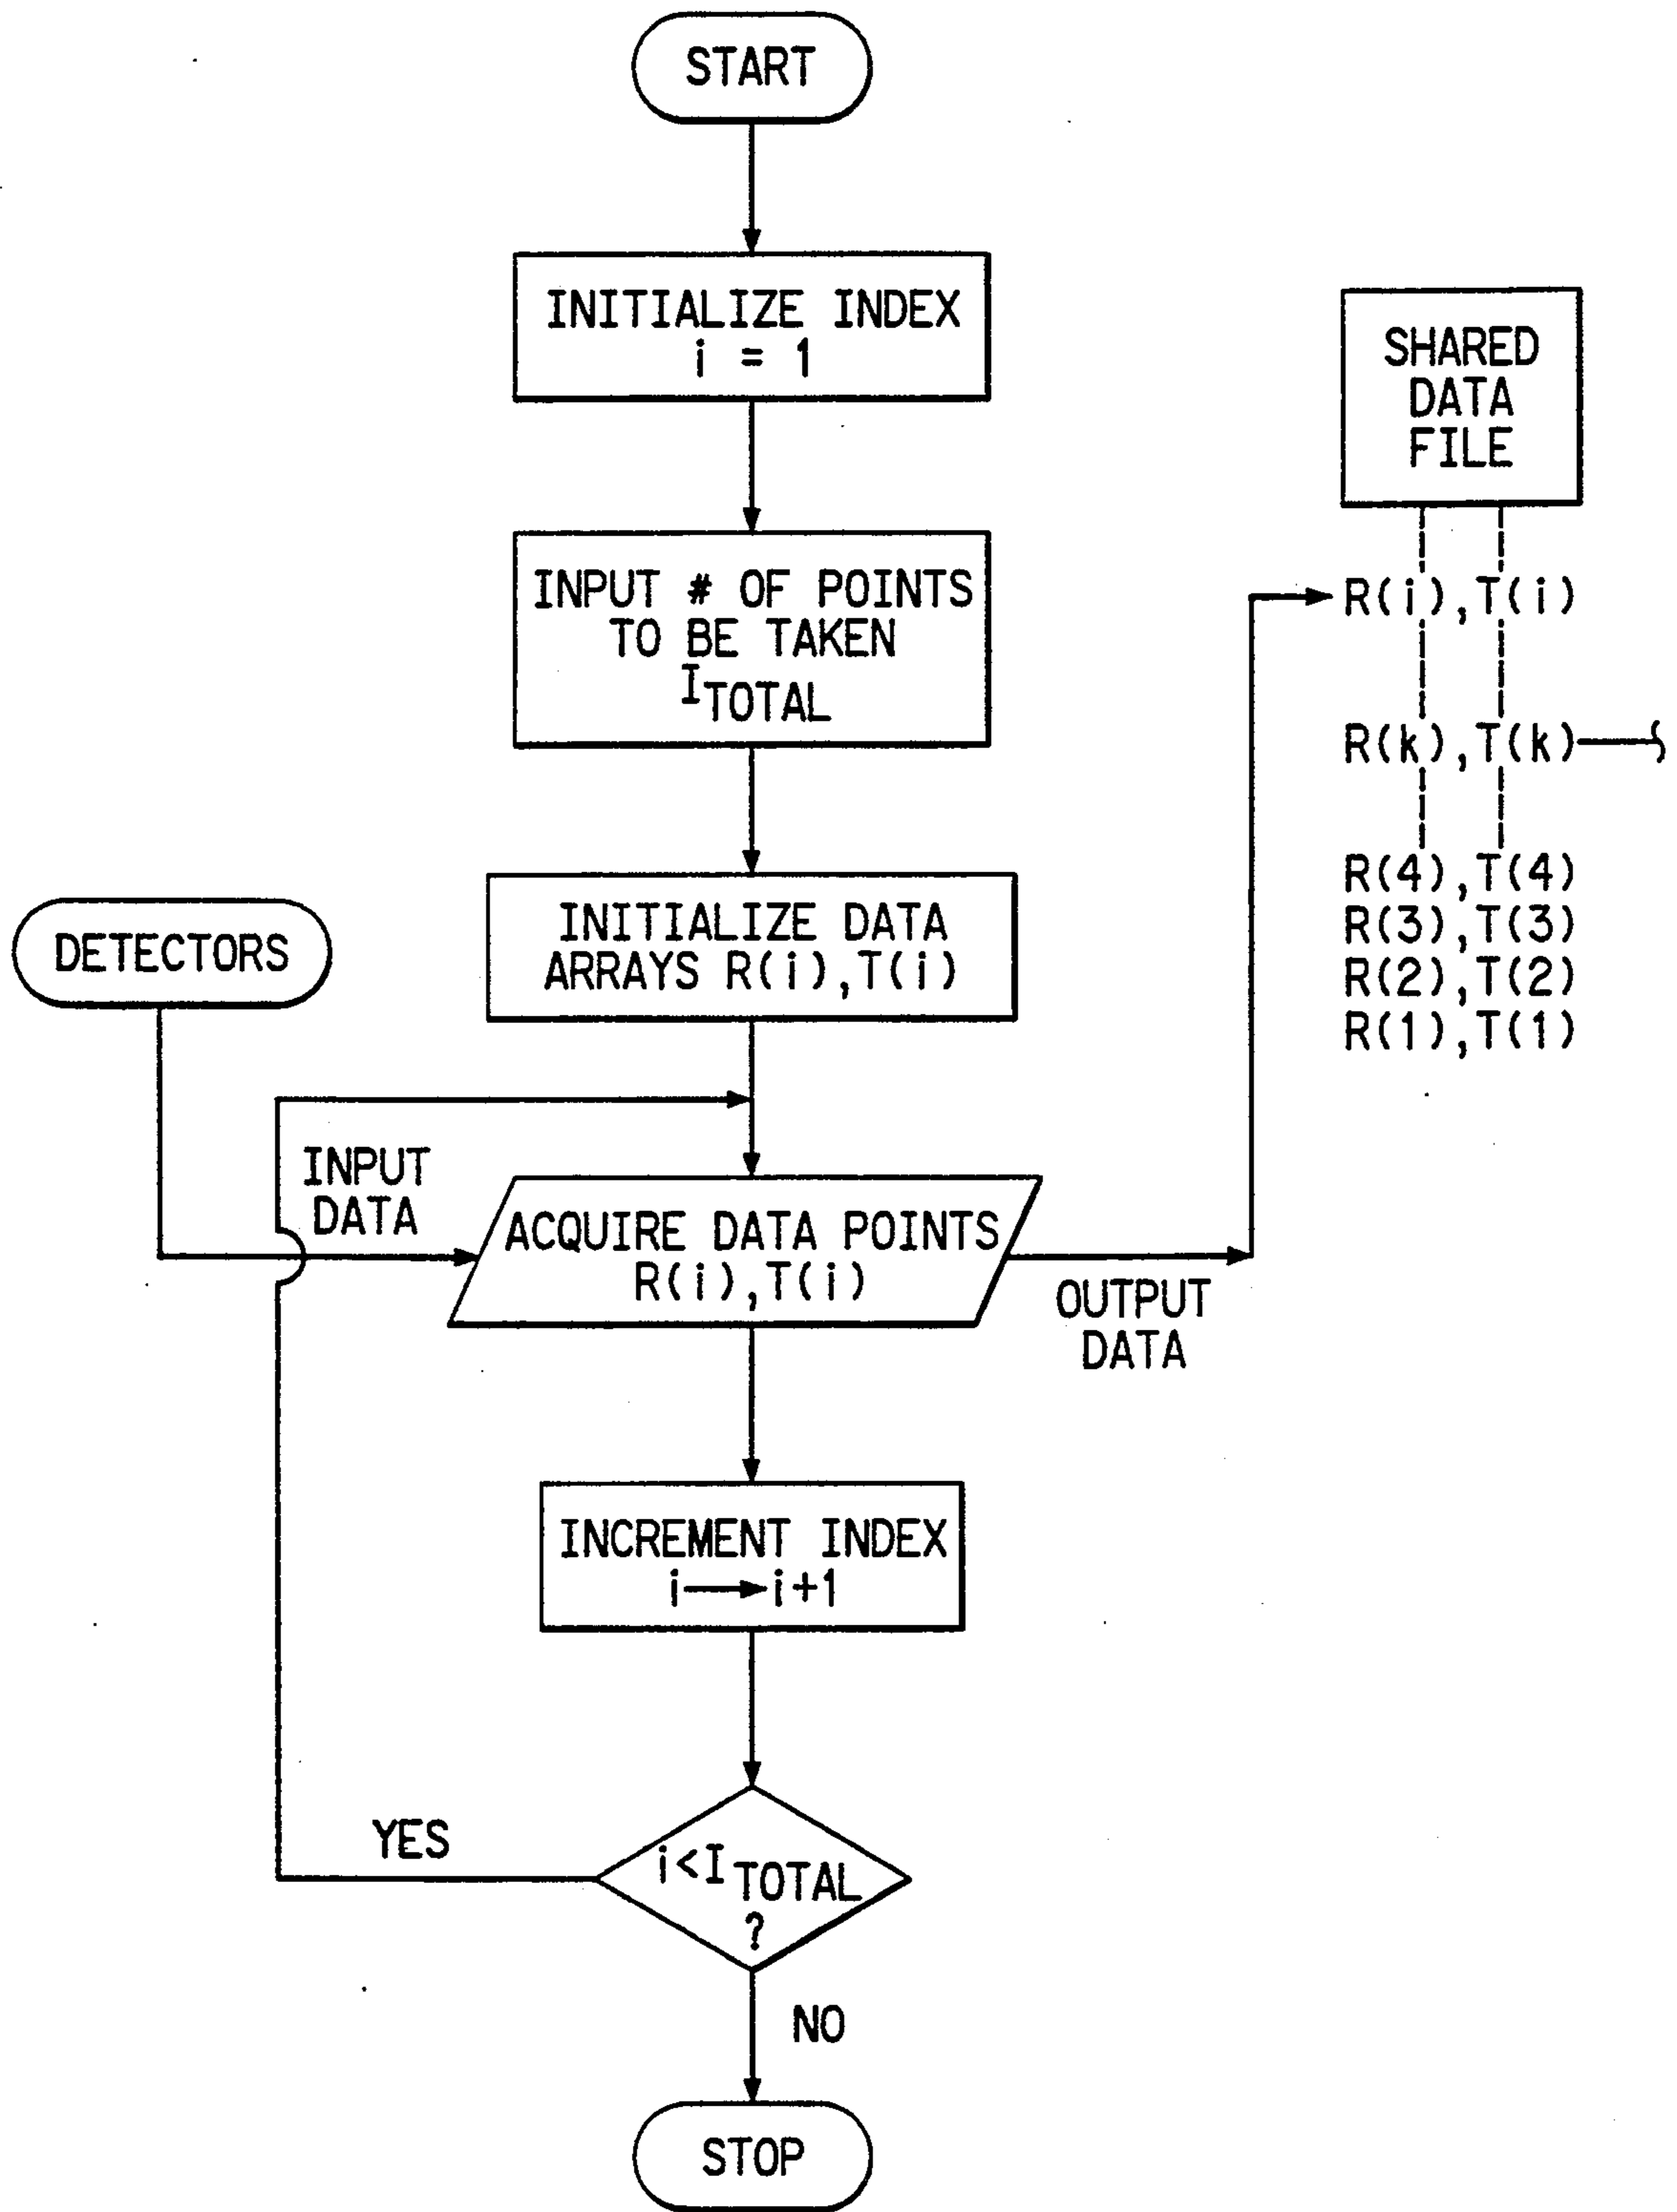 START
INITIALIZE INDEX
i = 1
INPUT # OF POINTS
TO BE TAKEN
I TOTAL
INITIALIZE DATA
ARRAYS R(i),T(i)
DETECTORS
INPUT
DATA
ACQUIRE DATA POINTS
R(i),T(i)
OUTPUT
DATA
INCREMENT INDEX
i→i+1
YES
i<I TOTAL
?
NO
STOP
SHARED
DATA
FILE
R(i),T(i)
R(k),T(k)
R(4),T(4)
R(3),T(3)
R(2),T(2)
R(1),T(1)